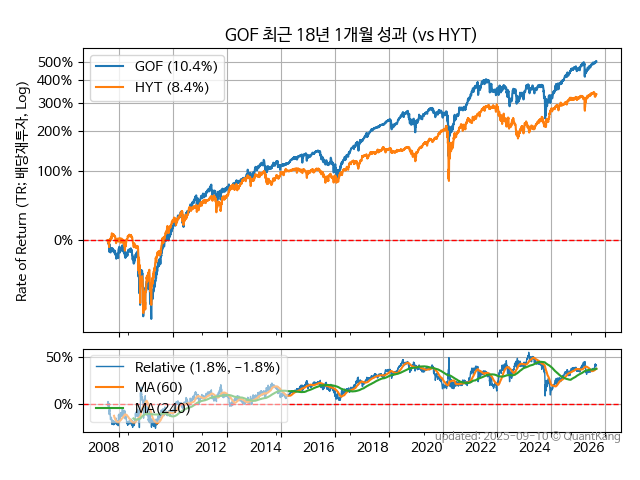 GOF 최근 18년 1개월 성과 (vs HYT)
Rate of Return (TR: 배당재투자, Log)
500%
400%
300%
200%
100%
0%
GOF (10.4%)
HYT (8.4%)
50%
0%
Relative (1.8%, -1.8%)
MA(60)
MA(240)
updated: 2025-09-10 © QuantKang
2008 2010 2012 2014 2016 2018 2020 2022 2024 2026